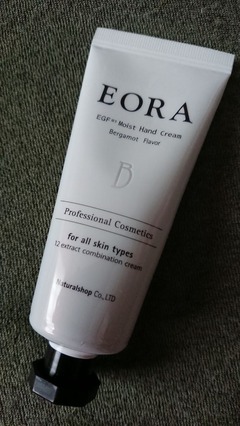 EORA
Moist Hand Cream
Bergamot Flavor
B
Professional Cosmetics
for all skin types
12 extract combination cream
Naturalshop Co,.LTD